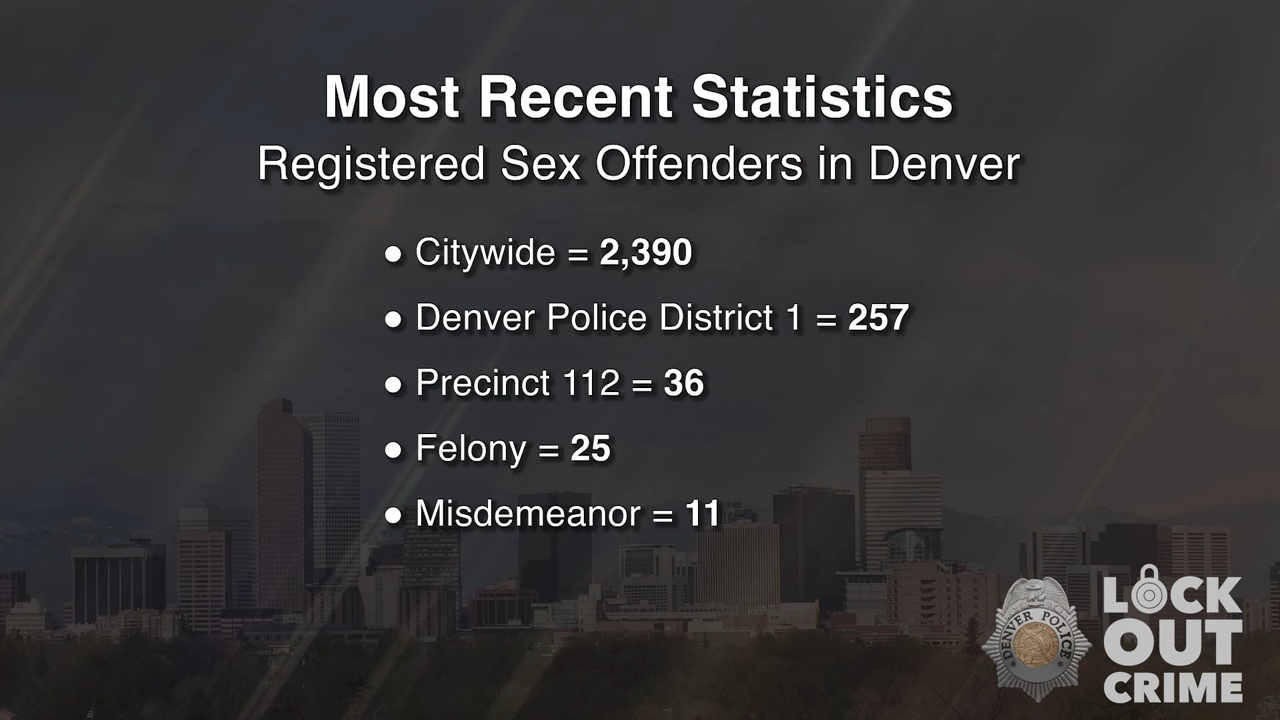 Most Recent Statistics
Registered Sex Offenders in Denver
● Citywide = 2,390
● Denver Police District 1 = 257
● Precinct 112 = 36
● Felony = 25
● Misdemeanor = 11
DENVER POLICE
LOCK
OUT
CRIME